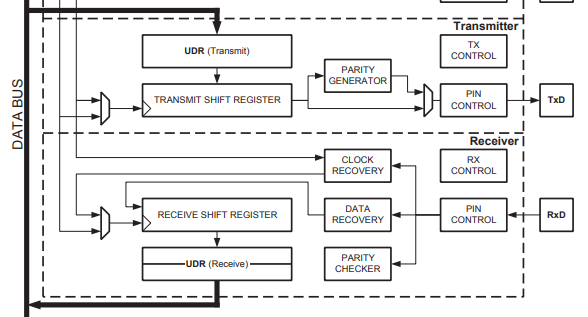 Transmitter
TX
CONTROL
UDR (Transmit)
PARITY
GENERATOR
TRANSMIT SHIFT REGISTER
PIN
CONTROL
TxD
DATA BUS
Receiver
CLOCK
RECOVERY
RX
CONTROL
RECEIVE SHIFT REGISTER
DATA
RECOVERY
PIN
CONTROL
RxD
UDR (Receive)
PARITY
CHECKER